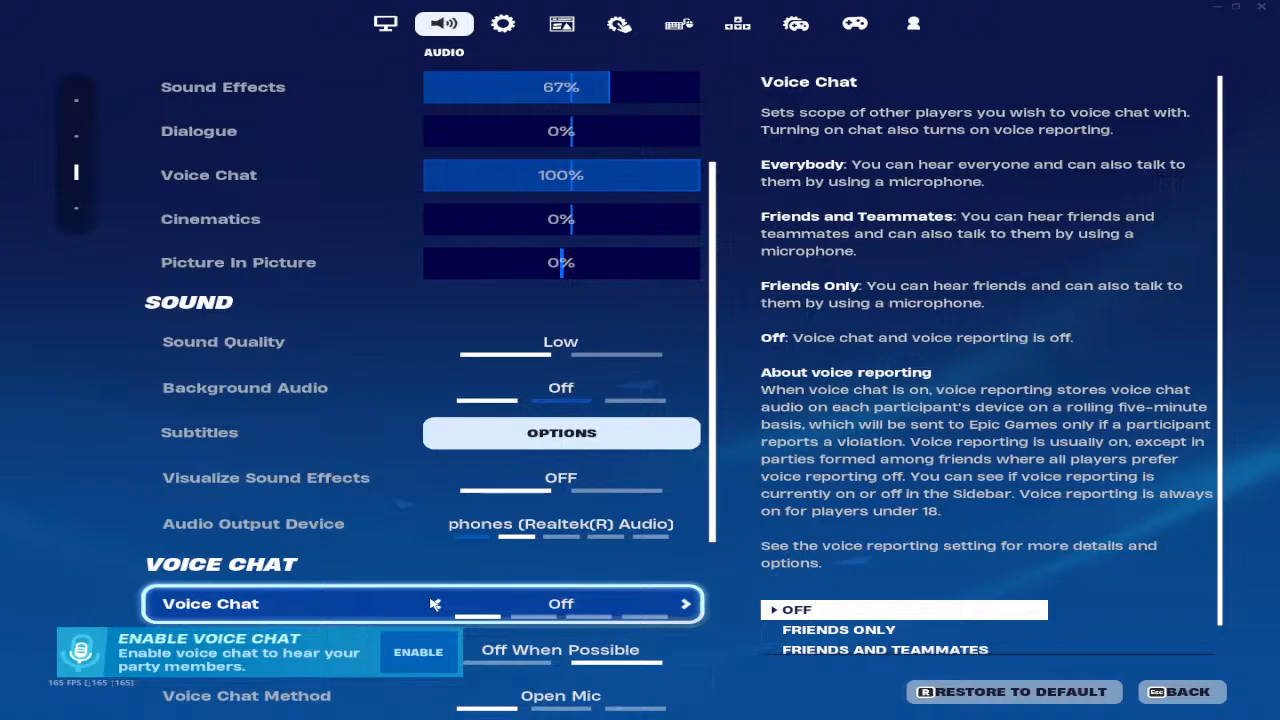 AUDIO
Sound Effects
67%
Dialogue
0%
Voice Chat
100%
Cinematics
0%
Picture In Picture
0%
SOUND
Sound Quality
Low
Background Audio
Off
Subtitles
OPTIONS
Visualize Sound Effects
OFF
Audio Output Device
phones (Realtek(R) Audio)
VOICE CHAT
Voice Chat
Off
ENABLE VOICE CHAT
Enable voice chat to hear your
party members.
ENABLE
Off When Possible
165 FPS [↓165 ↑165]
Voice Chat Method
Open Mic
Voice Chat
Sets scope of other players you wish to voice chat with.
Turning on chat also turns on voice reporting.
Everybody: You can hear everyone and can also talk to
them by using a microphone.
Friends and Teammates: You can hear friends and
teammates and can also talk to them by using a
microphone.
Friends Only: You can hear friends and can also talk to
them by using a microphone.
Off: Voice chat and voice reporting is off.
About voice reporting
When voice chat is on, voice reporting stores voice chat
audio on each participant's device on a rolling five-minute
basis, which will be sent to Epic Games only if a participant
reports a violation. Voice reporting is usually on, except in
parties formed among friends where all players prefer
voice reporting off. You can see if voice reporting is
currently on or off in the Sidebar. Voice reporting is always
on for players under 18.
See the voice reporting setting for more details and
options.
OFF
FRIENDS ONLY
FRIENDS AND TEAMMATES
R RESTORE TO DEFAULT
Esc BACK